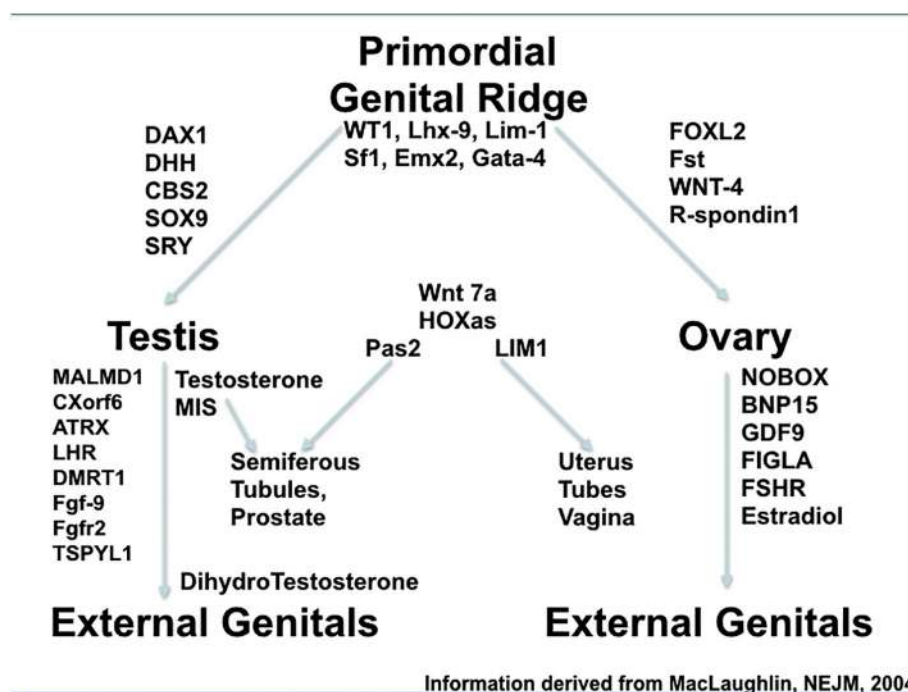 Primordial
Genital Ridge
WT1, Lhx-9, Lim-1
Sf1, Emx2, Gata-4
DAX1
DHH
CBS2
SOX9
SRY
FOXL2
Fst
WNT-4
R-spondin1
Wnt 7a
HOXas
Pas2
LIM1
Testis
Ovary
MALMD1
CXorf6
ATRX
LHR
DMRT1
Fgf-9
Fgfr2
TSPYL1
Testosterone
MIS
Semiferous
Tubules,
Prostate
Uterus
Tubes
Vagina
NOBOX
BNP15
GDF9
FIGLA
FSHR
Estradiol
DihydroTestosterone
External Genitals
External Genitals
Information derived from MacLaughlin, NEJM, 2004